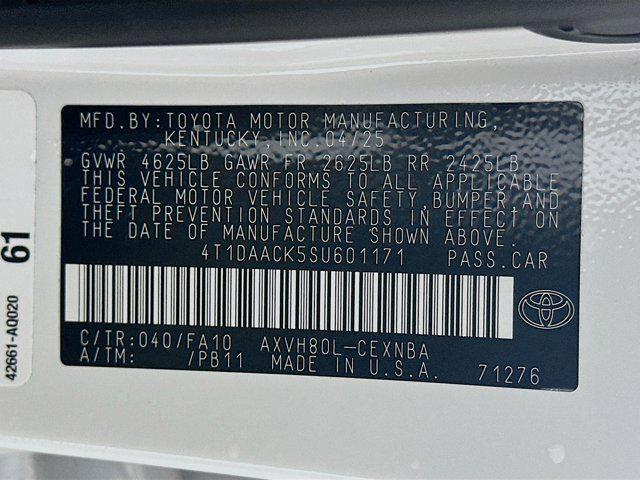 MFD.BY:TOYOTA MOTOR MANUFACTURING,
KENTUCKY,INC.04/25
GVWR 4625LB GAWR FR 2625LB RR 2425LB
THIS VEHICLE CONFORMS TO ALL APPLICABLE
FEDERAL MOTOR VEHICLE SAFETY, BUMPER AND
THEFT PREVENTION STANDARDS IN EFFECT ON
THE DATE OF MANUFACTURE SHOWN ABOVE.
4T1DAACK5SU601171 PASS.CAR
C/TR:040/FA10 AXVH80L-CEXNBA
A/TM: /PB11 MADE IN U.S.A. 71276
61
42661-A0020